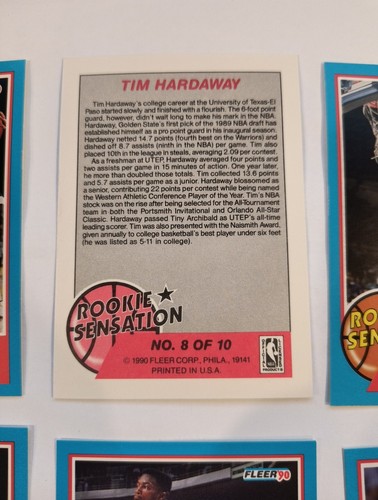 TIM HARDAWAY
Tim Hardaway's college career at the University of Texas-El
Paso started slowly and finished with a flourish. The 6-foot point
guard, however, didn't wait long to make his mark in the NBA.
Hardaway, Golden State's first pick of the 1989 NBA draft has
established himself as a pro point guard in his inaugural season.
Hardaway netted 14.7 points (fourth best on the Warriors) and
dished off 8.7 assists (ninth in the NBA) per game. Tim also
placed 10th in the league in steals, averaging 2.09 per contest.
As a freshman at UTEP, Hardaway averaged four points and
two assists per game in 15 minutes of action. One year later,
he more than doubled those totals. Tim collected 13.6 points
and 5.7 assists per game as a junior. Hardaway blossomed as
a senior, contributing 22 points per contest while being named
the Western Athletic Conference Player of the Year. Tim's NBA
stock was on the rise after being selected for the All-Tournament
team in both the Portsmith Invitational and Orlando All-Star
Classic. Hardaway passed Tiny Archibald as UTEP's all-time
leading scorer. Tim was also presented with the Naismith Award,
given annually to college basketball's best player under six feet
(he was listed as 5-11 in college).
ROOKIE
SENSATION
NO. 8 OF 10
© 1990 FLEER CORP., PHILA., 19141
PRINTED IN U.S.A.
RO
SEN
FLEER '90